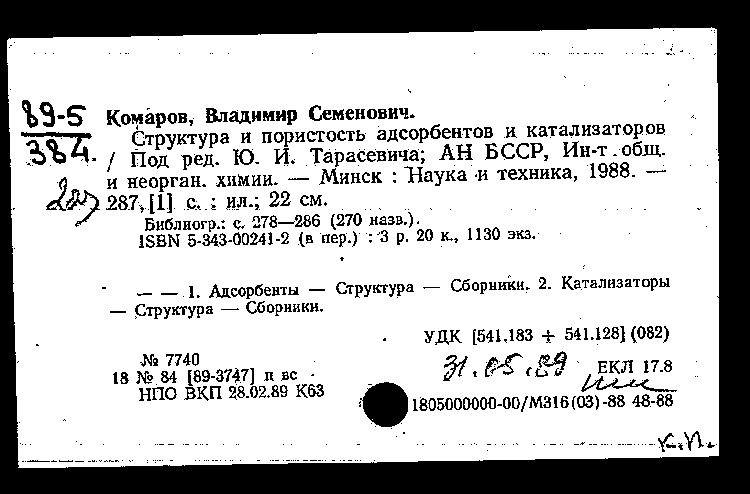 89-5
384.
Комаров, Владимир Семенович.
Структура и пористость адсорбентов и катализаторов
/ Под ред. Ю. И. Тарасевича; АН БССР, Ин-т общ.
и неорган. химии. — Минск : Наука и техника, 1988. —
287, [1] с. : ил.; 22 см.
Библиогр.: с. 278—286 (270 назв.).
ISBN 5-343-00241-2 (в пер.) : 3 р. 20 к., 1130 экз.
— — 1. Адсорбенты — Структура — Сборники. 2. Катализаторы
— Структура — Сборники.
УДК [541.183 + 541.128] (082)
№ 7740
18 № 84 [89-3747] п вс
НПО ВКП 28.02.89 К63
31.05.89
ЕКЛ 17.8
1805000000-00/М316(03)-88 48-88